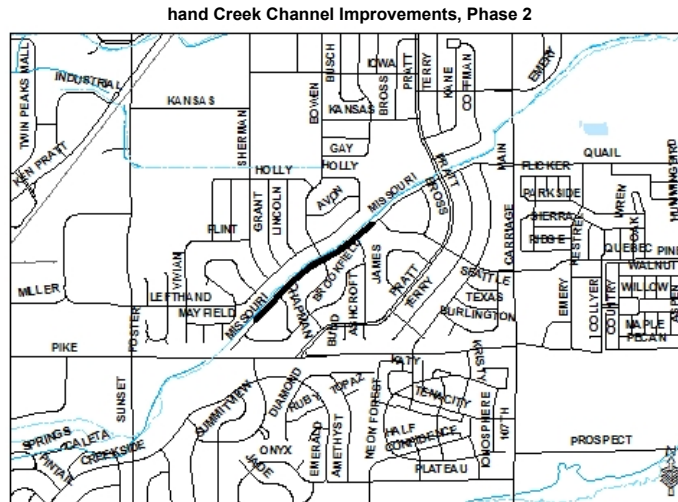 hand Creek Channel Improvements, Phase 2
TWIN PEAKS MALL
INDUSTRIAL
KEN PRATT
KANSAS
SHERMAN
BOWEN
BUSCH
IOWA
BROSS
PRATT
TERRY
KANE
EMERY
KANSAS
GAY
HOLLY
HOLLY
AVON
MISSOURI
PRATT
BROSS
MAIN
FLICKER
QUAIL
PARKSIDE
SIERRA
RIDGE
KESTREL
WREN
OAK
HUMMINGBIRD
QUEBEC
PINE
WALNUT
WILLOW
MAPLE
PECAN
ASPEN
COLLYER
COUNTRY
EMERY
CARRIAGE
SEATTLE
TEXAS
BURLINGTON
GRANT
LINCOLN
FLINT
VIVIAN
MILLER
LEFTHAND
MAYFIELD
MISSOURI
CHAPMAN
BROOKFIELD
JAMES
ASHCROFT
BUDD
PRATT
TERRY
FOSTER
PIKE
SUNSET
SUMMITVIEW
DIAMOND
RUBY
TOPAZ
EMERALD
AMETHYST
ONYX
JADE
NEON FOREST
KATY
KRISTY
TENACITY
HALF
CONFIDENCE
PLATEAU
IONOSPHERE
107TH
PROSPECT
SPRINGS
CALETA
CREEKSIDE
PINTAIL
N